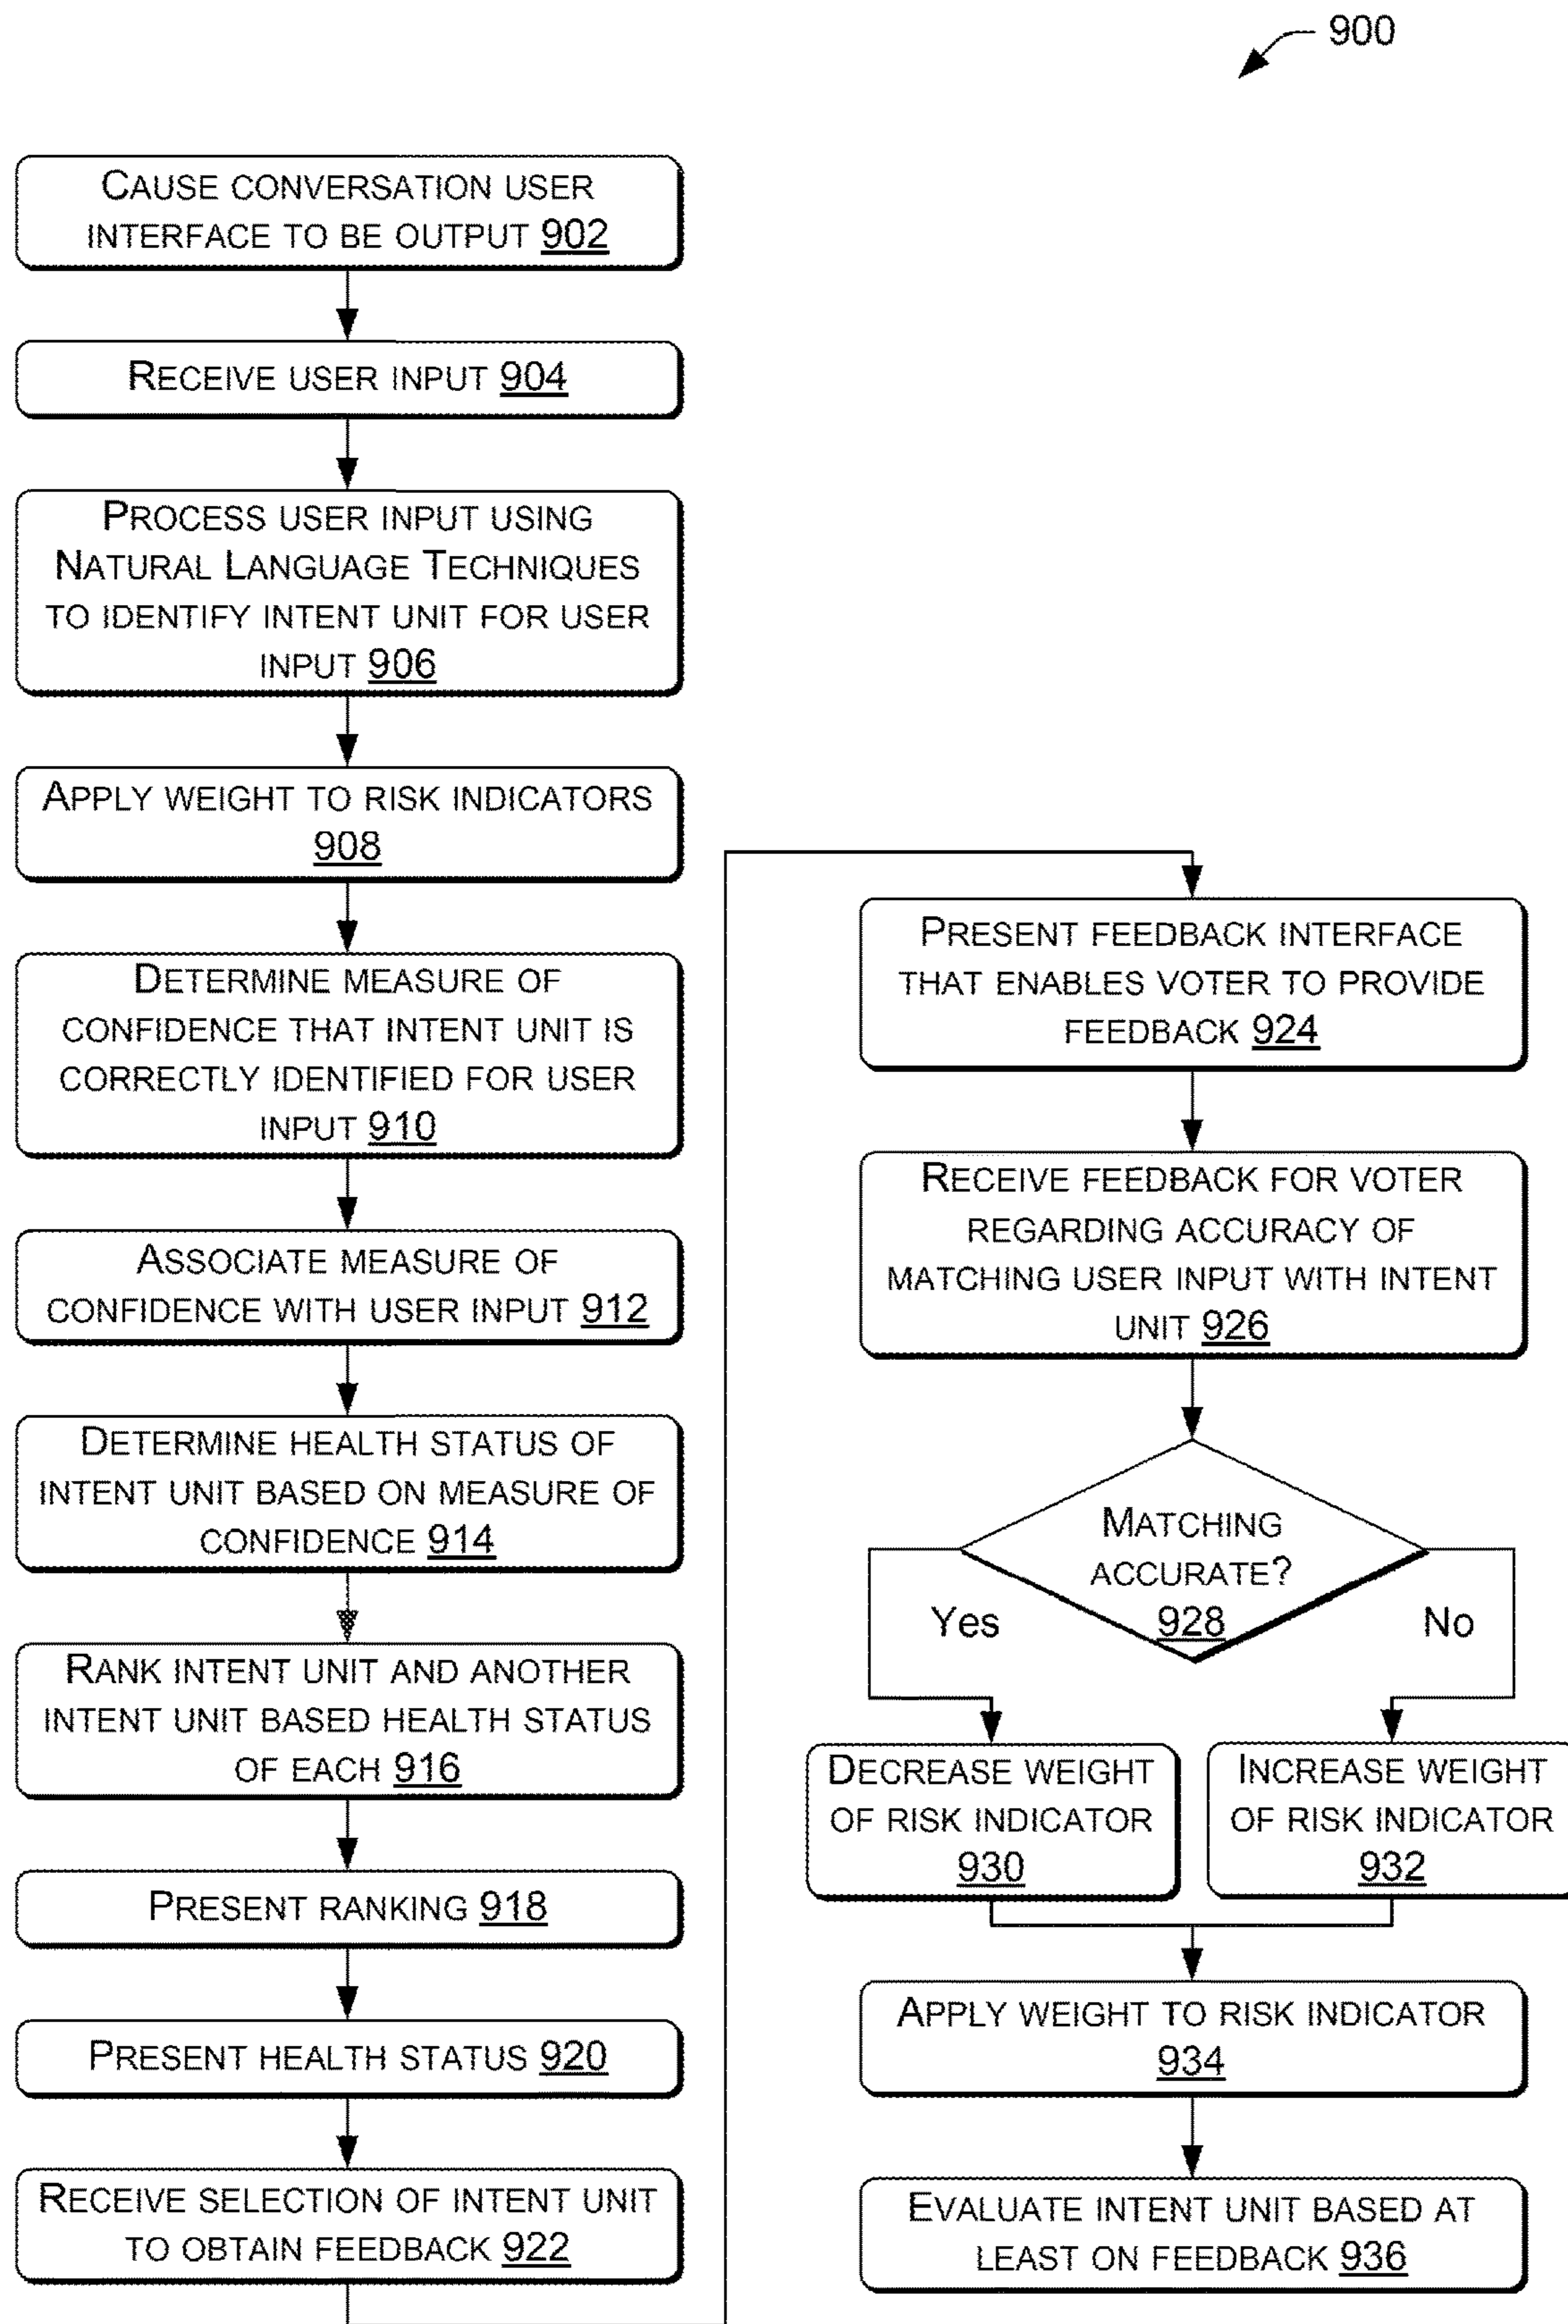 900
CAUSE CONVERSATION USER
INTERFACE TO BE OUTPUT 902
RECEIVE USER INPUT 904
PROCESS USER INPUT USING
NATURAL LANGUAGE TECHNIQUES
TO IDENTIFY INTENT UNIT FOR USER
INPUT 906
APPLY WEIGHT TO RISK INDICATORS
908
DETERMINE MEASURE OF
CONFIDENCE THAT INTENT UNIT IS
CORRECTLY IDENTIFIED FOR USER
INPUT 910
ASSOCIATE MEASURE OF
CONFIDENCE WITH USER INPUT 912
DETERMINE HEALTH STATUS OF
INTENT UNIT BASED ON MEASURE OF
CONFIDENCE 914
RANK INTENT UNIT AND ANOTHER
INTENT UNIT BASED HEALTH STATUS
OF EACH 916
PRESENT RANKING 918
PRESENT HEALTH STATUS 920
RECEIVE SELECTION OF INTENT UNIT
TO OBTAIN FEEDBACK 922
PRESENT FEEDBACK INTERFACE
THAT ENABLES VOTER TO PROVIDE
FEEDBACK 924
RECEIVE FEEDBACK FOR VOTER
REGARDING ACCURACY OF
MATCHING USER INPUT WITH INTENT
UNIT 926
MATCHING
ACCURATE?
928
Yes
No
DECREASE WEIGHT
OF RISK INDICATOR
930
INCREASE WEIGHT
OF RISK INDICATOR
932
APPLY WEIGHT TO RISK INDICATOR
934
EVALUATE INTENT UNIT BASED AT
LEAST ON FEEDBACK 936